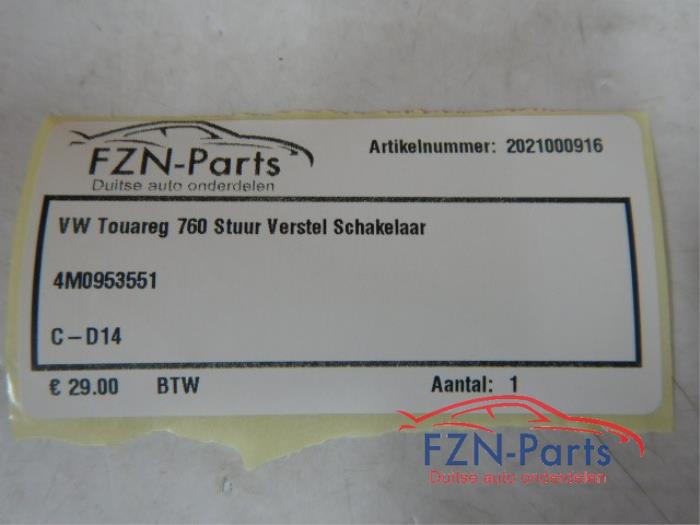 FZN-Parts
Duitse auto onderdelen
Artikelnummer: 2021000916
VW Touareg 760 Stuur Verstel Schakelaar
4M0953551
C-D14
€ 29.00 BTW Aantal: 1
FZN-Parts
Duitse auto onderdelen